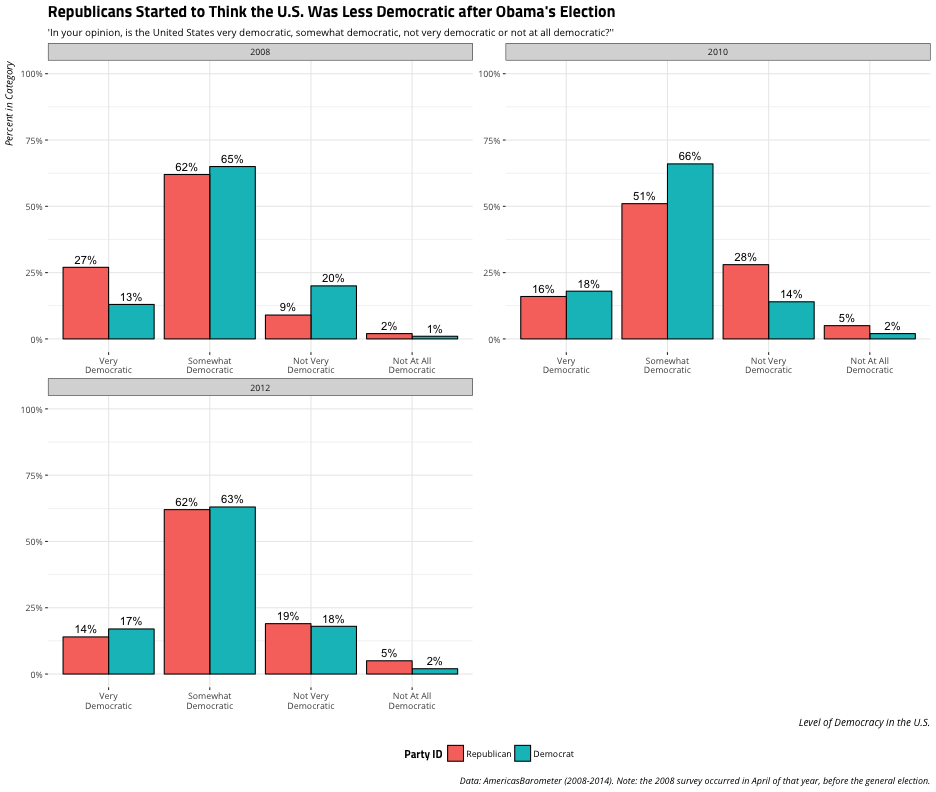 Republicans Started to Think the U.S. Was Less Democratic after Obama's Election
'In your opinion, is the United States very democratic, somewhat democratic, not very democratic or not at all democratic?''
Percent in Category
2008
100%
75%
50%
25%
0%
27%
13%
62%
65%
9%
20%
2%
1%
Very
Democratic
Somewhat
Democratic
Not Very
Democratic
Not At All
Democratic
2010
100%
75%
50%
25%
0%
16%
18%
51%
66%
28%
14%
5%
2%
Very
Democratic
Somewhat
Democratic
Not Very
Democratic
Not At All
Democratic
2012
100%
75%
50%
25%
0%
14%
17%
62%
63%
19%
18%
5%
2%
Very
Democratic
Somewhat
Democratic
Not Very
Democratic
Not At All
Democratic
Level of Democracy in the U.S.
Party ID Republican Democrat
Data: AmericasBarometer (2008-2014). Note: the 2008 survey occurred in April of that year, before the general election.